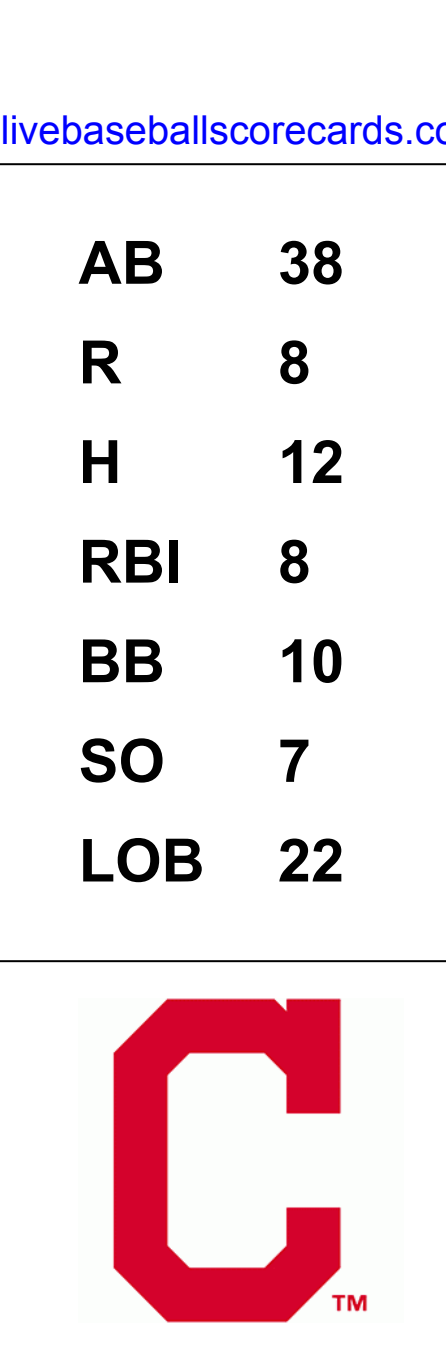 livebaseballscorecards.co
AB 38
R 8
H 12
RBI 8
BB 10
SO 7
LOB 22
C
TM